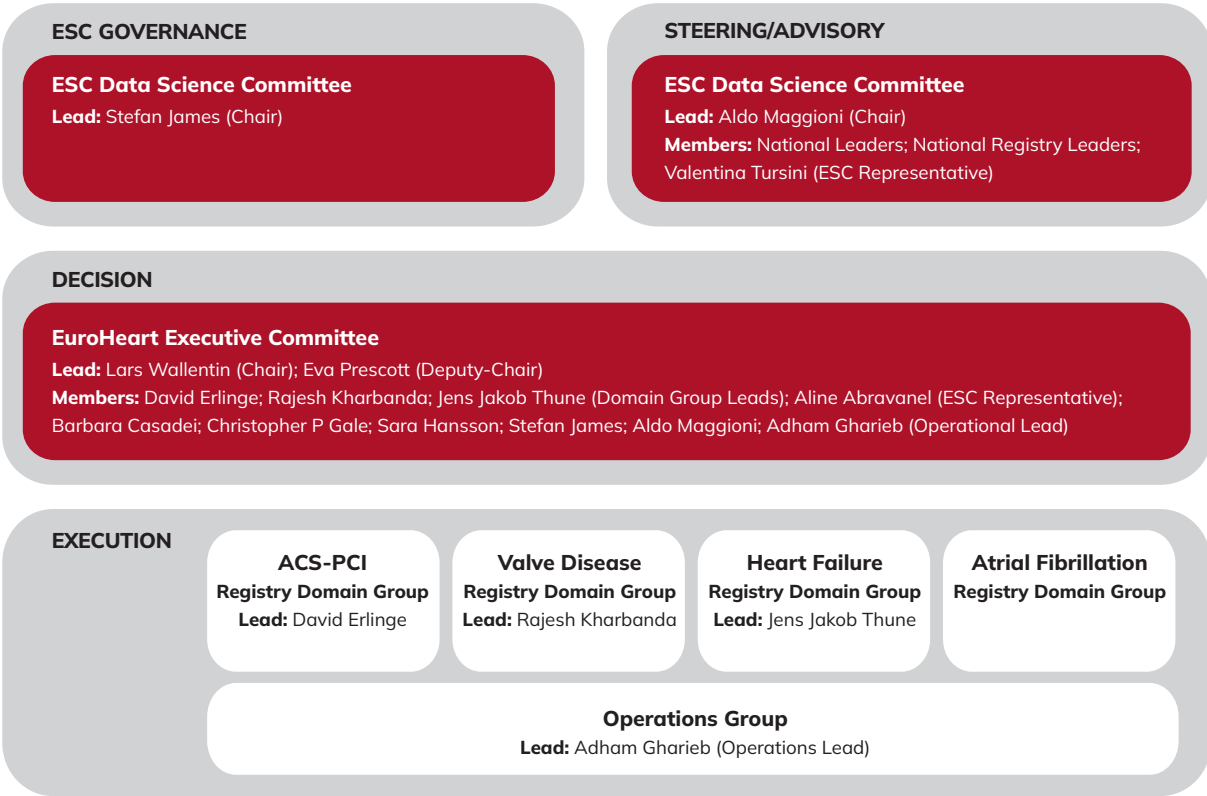 ESC GOVERNANCE
ESC Data Science Committee
Lead: Stefan James (Chair)
STEERING/ADVISORY
ESC Data Science Committee
Lead: Aldo Maggioni (Chair)
Members: National Leaders; National Registry Leaders;
Valentina Tursini (ESC Representative)
DECISION
EuroHeart Executive Committee
Lead: Lars Wallentin (Chair); Eva Prescott (Deputy-Chair)
Members: David Erlinge; Rajesh Kharbanda; Jens Jakob Thune (Domain Group Leads); Aline Abravanel (ESC Representative);
Barbara Casadei; Christopher P Gale; Sara Hansson; Stefan James; Aldo Maggioni; Adham Gharieb (Operational Lead)
EXECUTION
ACS-PCI
Registry Domain Group
Lead: David Erlinge
Valve Disease
Registry Domain Group
Lead: Rajesh Kharbanda
Heart Failure
Registry Domain Group
Lead: Jens Jakob Thune
Atrial Fibrillation
Registry Domain Group
Operations Group
Lead: Adham Gharieb (Operations Lead)